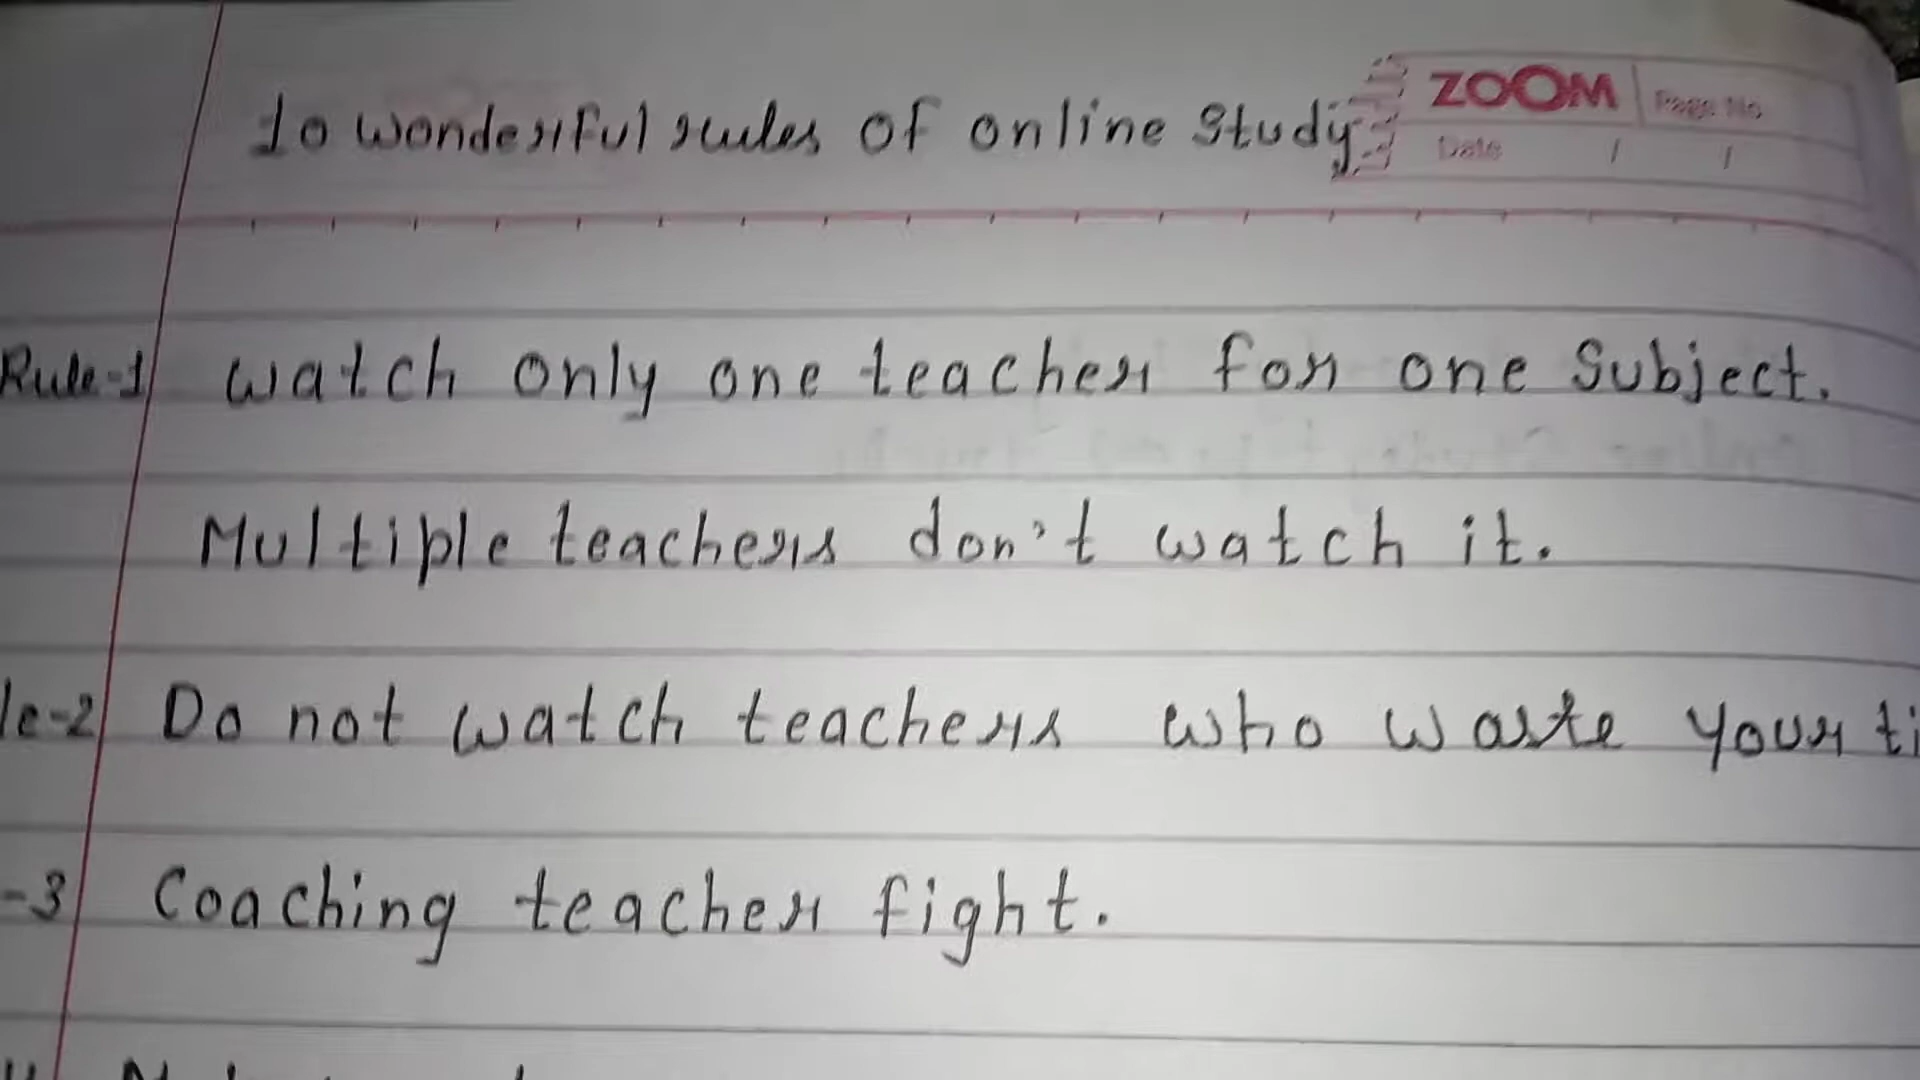 10 Wonderful rules of online Study
ZOOM
Page No
Date / /
Rule-1 Watch only one teacher for one Subject.
Multiple teachers don't watch it.
le-2 Do not watch teachers who waste your ti
-3 Coaching teacher fight.